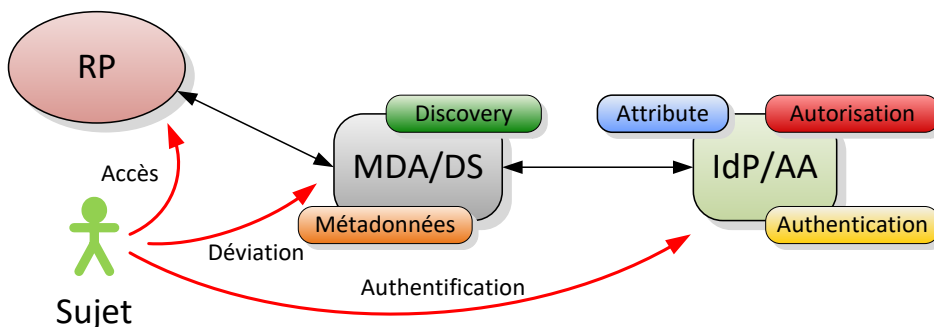 RP
Discovery
Attribute
Autorisation
MDA/DS
IdP/AA
Accès
Métadonnées
Authentication
Déviation
Authentification
Sujet